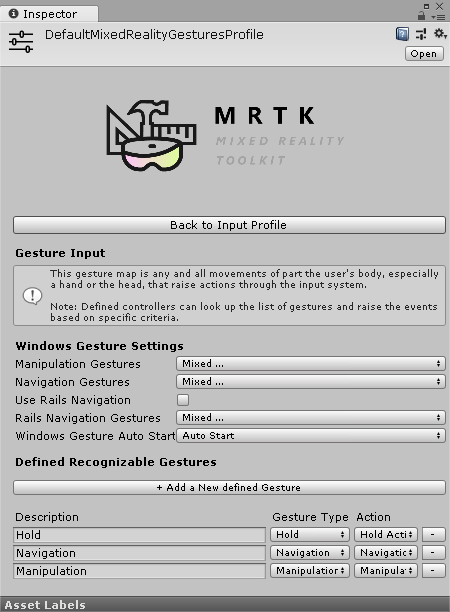 Inspector
DefaultMixedRealityGesturesProfile
Open
MRTK
MIXED REALITY
TOOLKIT
Back to Input Profile
Gesture Input
This gesture map is any and all movements of part the user's body, especially
a hand or the head, that raise actions through the input system.
Note: Defined controllers can look up the list of gestures and raise the events
based on specific criteria.
Windows Gesture Settings
Manipulation Gestures Mixed ...
Navigation Gestures Mixed ...
Use Rails Navigation
Rails Navigation Gestures Mixed ...
Windows Gesture Auto Start Auto Start
Defined Recognizable Gestures
+ Add a New defined Gesture
Description Gesture Type Action
Hold Hold Hold Acti -
Navigation Navigation Navigatic -
Manipulation Manipulation Manipula -
Asset Labels